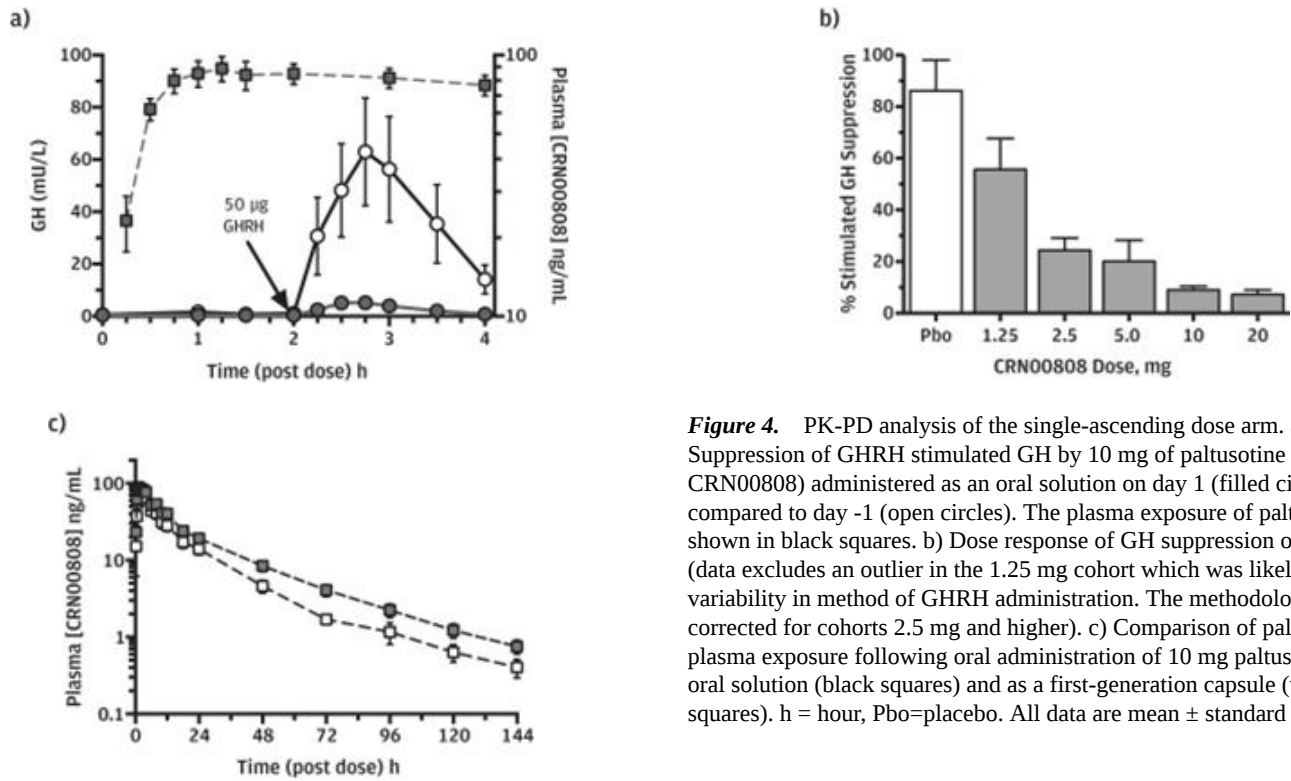 a)
100
80
60
40
20
0
GH (mU/L)
50 µg
GHRH
100
10
Plasma [CRN00808] ng/mL
0 1 2 3 4
Time (post dose) h
b)
100
80
60
40
20
0
% Stimulated GH Suppression
Pbo 1.25 2.5 5.0 10 20
CRN00808 Dose, mg
c)
100
10
1
0.1
Plasma [CRN00808] ng/mL
0 24 48 72 96 120 144
Time (post dose) h
Figure 4. PK-PD analysis of the single-ascending dose arm.
Suppression of GHRH stimulated GH by 10 mg of paltusotine
CRN00808) administered as an oral solution on day 1 (filled
compared to day -1 (open circles). The plasma exposure of
shown in black squares. b) Dose response of GH suppression
(data excludes an outlier in the 1.25 mg cohort which was
variability in method of GHRH administration. The
corrected for cohorts 2.5 mg and higher). c) Comparison of
plasma exposure following oral administration of 10 mg
oral solution (black squares) and as a first-generation capsule
squares). h = hour, Pbo=placebo. All data are mean ± standard